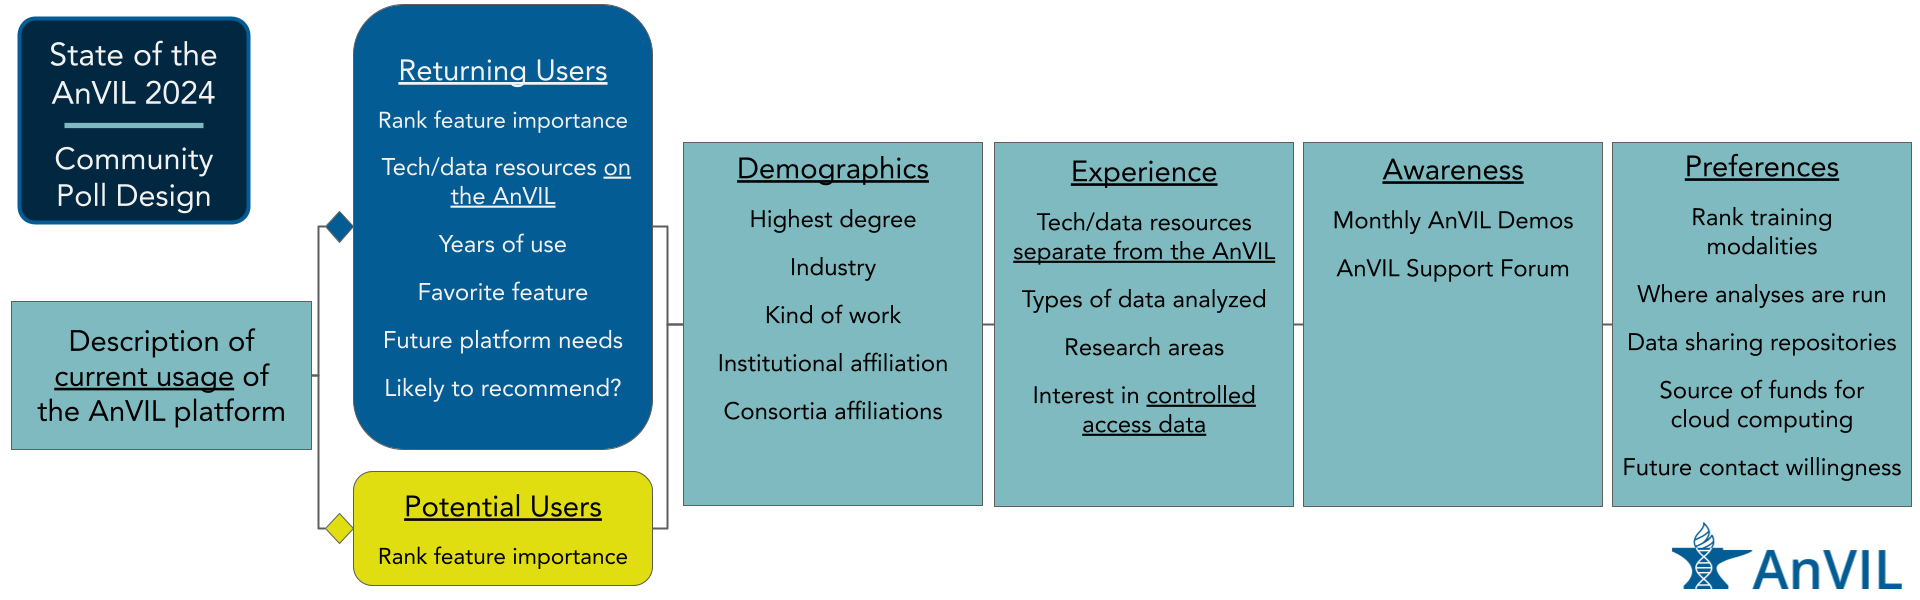 State of the
AnVIL 2024
Community
Poll Design
Description of
current usage of
the AnVIL platform
Returning Users
Rank feature importance
Tech/data resources on
the AnVIL
Years of use
Favorite feature
Future platform needs
Likely to recommend?
Potential Users
Rank feature importance
Demographics
Highest degree
Industry
Kind of work
Institutional affiliation
Consortia affiliations
Experience
Tech/data resources
separate from the AnVIL
Types of data analyzed
Research areas
Interest in controlled
access data
Awareness
Monthly AnVIL Demos
AnVIL Support Forum
Preferences
Rank training
modalities
Where analyses are run
Data sharing repositories
Source of funds for
cloud computing
Future contact willingness
AnVIL